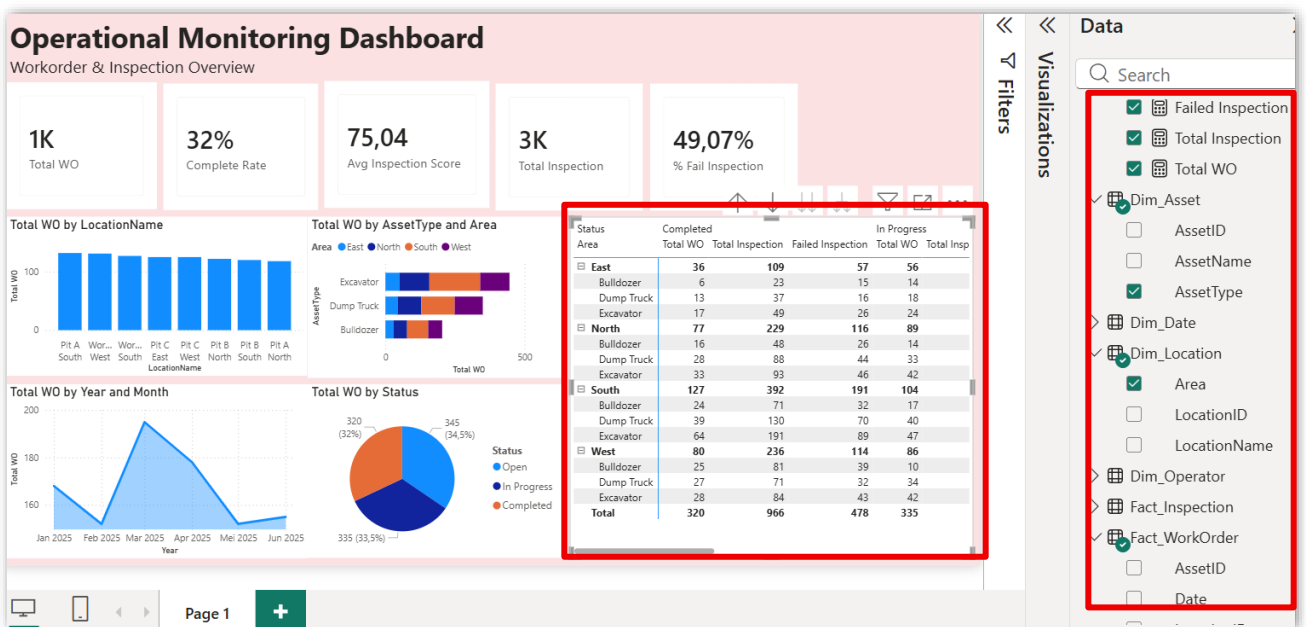 Operational Monitoring Dashboard
Workorder & Inspection Overview
1K
Total WO
32%
Complete Rate
75,04
Avg Inspection Score
3K
Total Inspection
49,07%
% Fail Inspection
Total WO by LocationName
Total WO
100
0
Pit A South
Wor... West
Wor... South
Pit C East
Pit C West
Pit B North
Pit B South
Pit A North
LocationName
Total WO by AssetType and Area
Area East North South West
AssetType
Excavator
Dump Truck
Bulldozer
0 500
Total WO
Total WO by Year and Month
Total WO
200
180
160
Jan 2025 Feb 2025 Mar 2025 Apr 2025 Mei 2025 Jun 2025
Year
Total WO by Status
320
(32%)
345
(34,5%)
335 (33,5%)
Status
Open
In Progress
Completed
Status Completed In Progress
Area Total WO Total Inspection Failed Inspection Total WO Total Insp
East 36 109 57 56
Bulldozer 6 23 15 14
Dump Truck 13 37 16 18
Excavator 17 49 26 24
North 77 229 116 89
Bulldozer 16 48 26 14
Dump Truck 28 88 44 33
Excavator 33 93 46 42
South 127 392 191 104
Bulldozer 24 71 32 17
Dump Truck 39 130 70 40
Excavator 64 191 89 47
West 80 236 114 86
Bulldozer 25 81 39 10
Dump Truck 27 71 32 34
Excavator 28 84 43 42
Total 320 966 478 335
Page 1
Filters
Visualizations
Data
Search
Failed Inspection
Total Inspection
Total WO
Dim_Asset
AssetID
AssetName
AssetType
Dim_Date
Dim_Location
Area
LocationID
LocationName
Dim_Operator
Fact_Inspection
Fact_WorkOrder
AssetID
Date